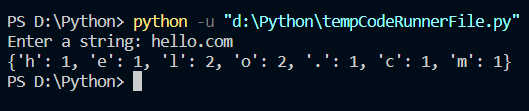 PS D:\Python> python -u "d:\Python\tempCodeRunnerFile.py"
Enter a string: hello.com
{'h': 1, 'e': 1, 'l': 2, 'o': 2, '.': 1, 'c': 1, 'm': 1}
PS D:\Python>